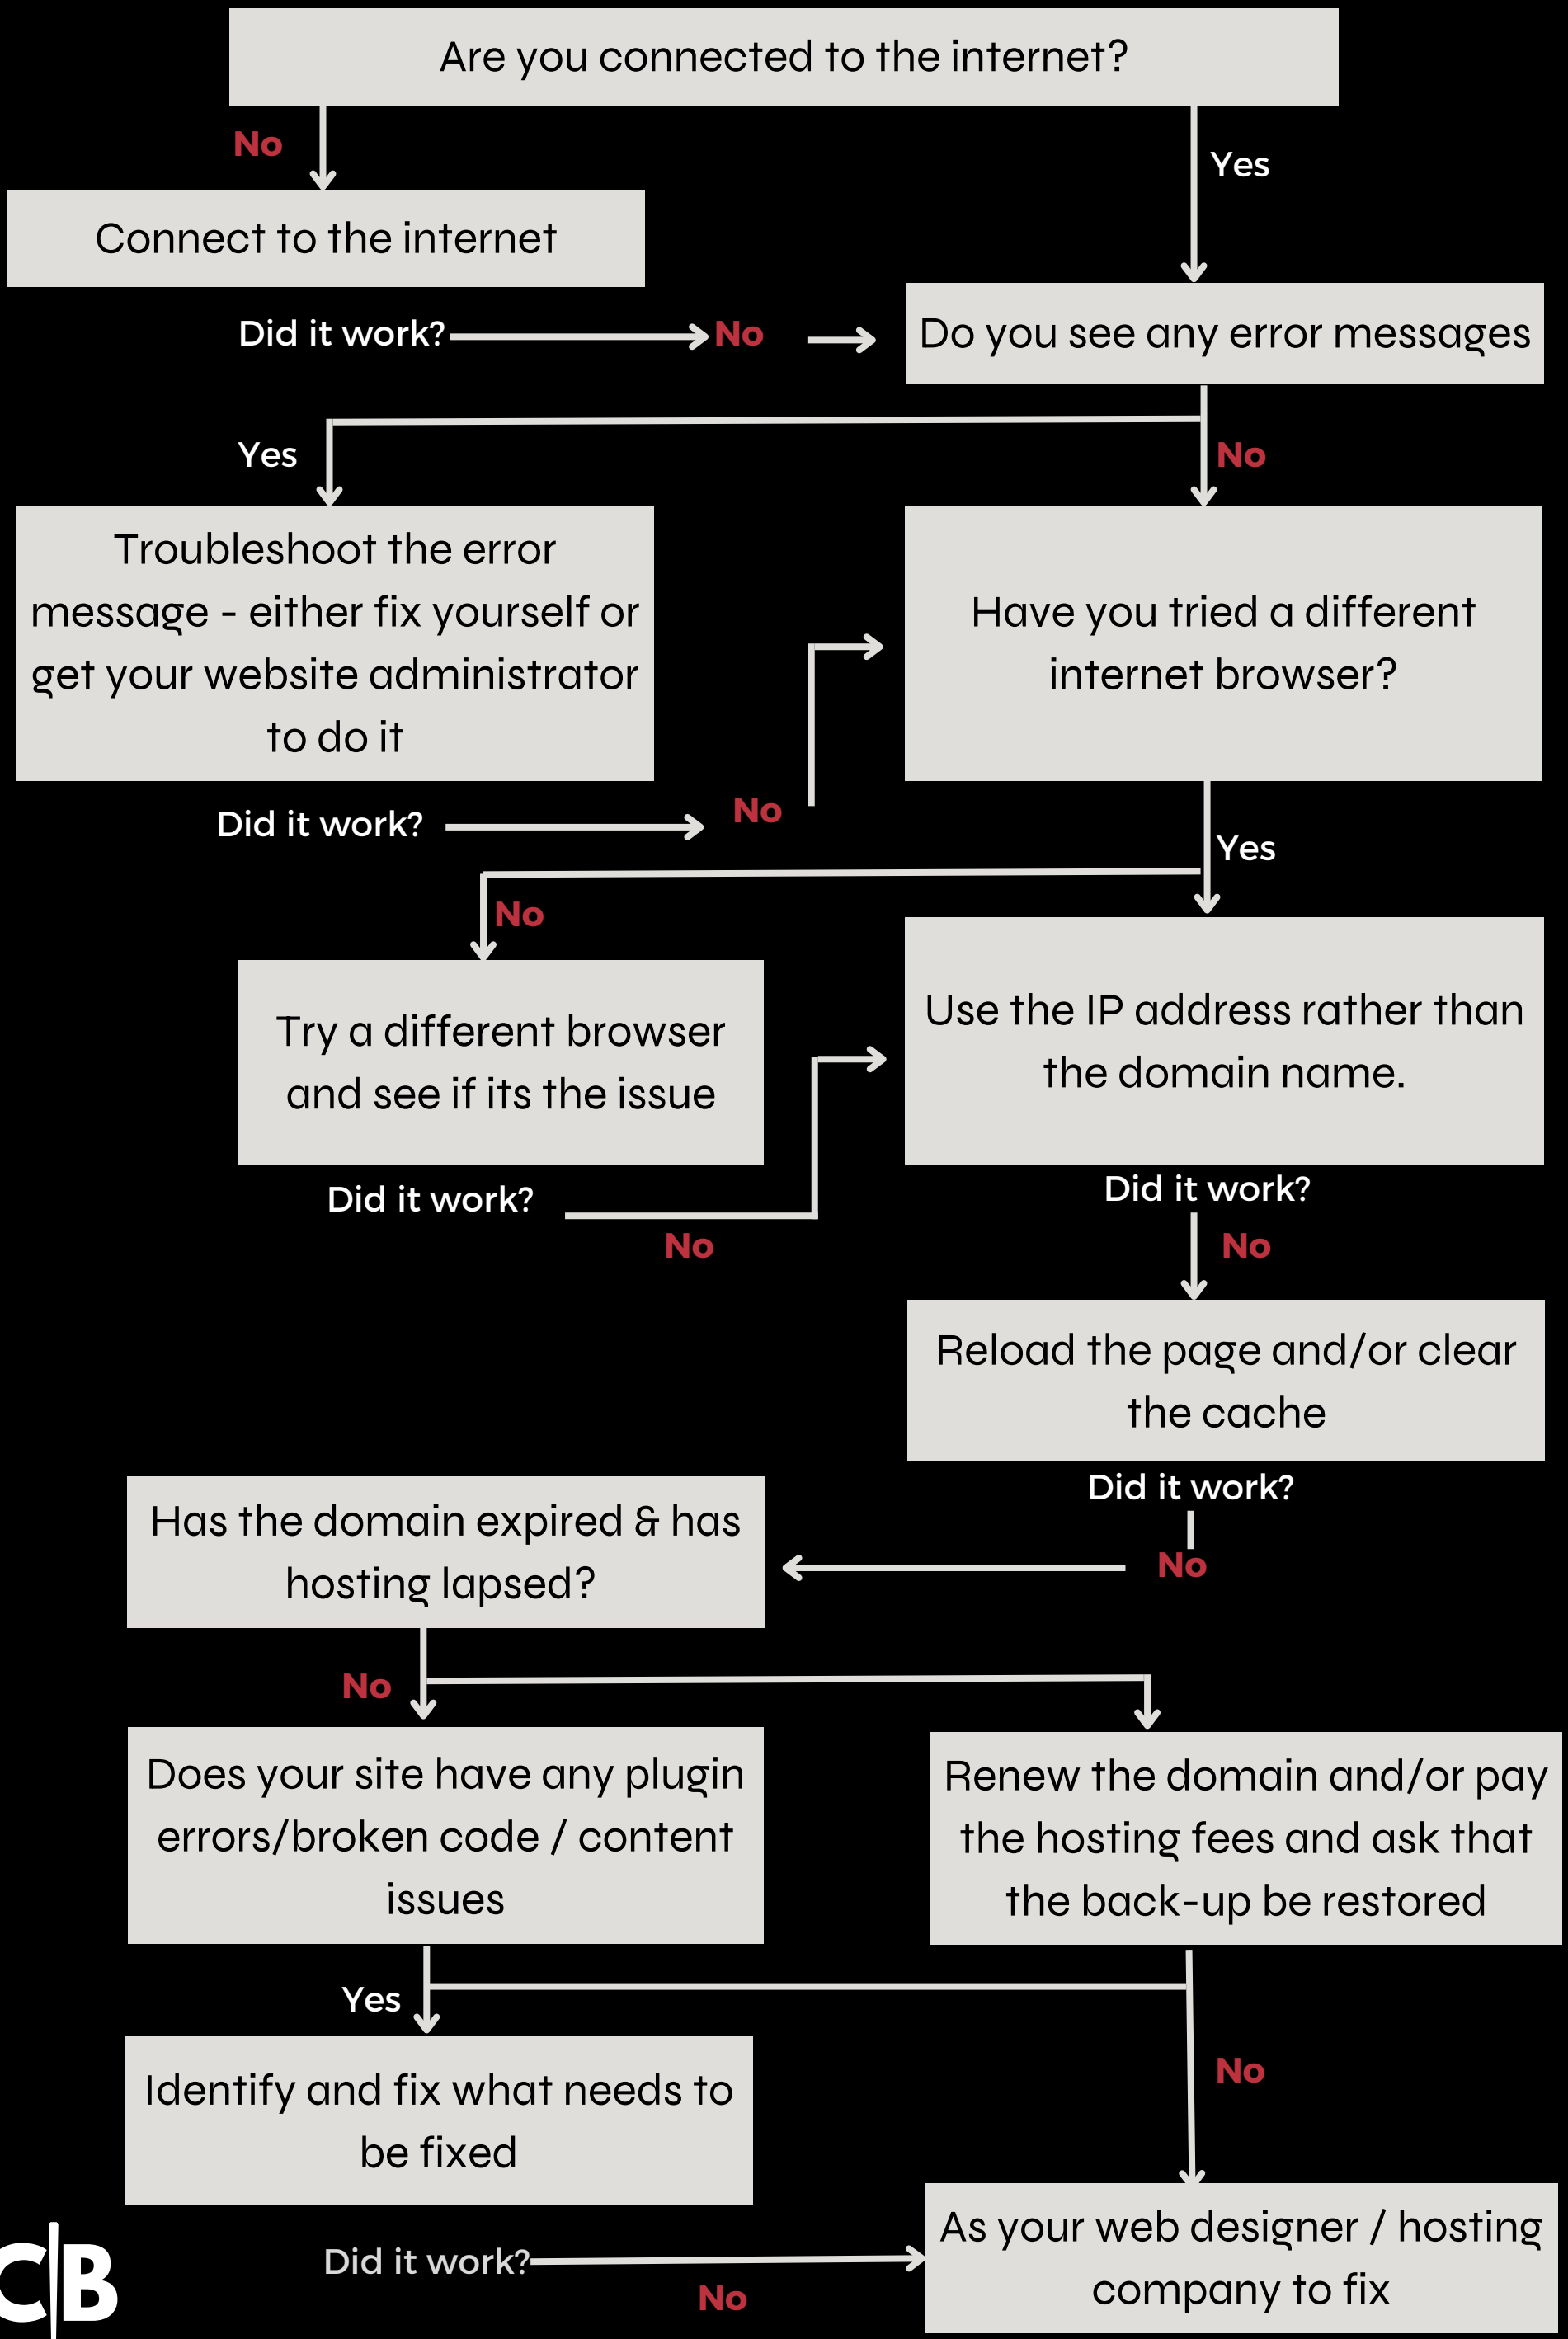 Are you connected to the internet?
No
Yes
Connect to the internet
Did it work?
No
Do you see any error messages
Yes
No
Troubleshoot the error
message - either fix yourself or
get your website administrator
to do it
Have you tried a different
internet browser?
Did it work?
No
Yes
No
Try a different browser
and see if its the issue
Use the IP address rather than
the domain name.
Did it work?
No
Did it work?
No
Reload the page and/or clear
the cache
Did it work?
No
Has the domain expired & has
hosting lapsed?
No
Does your site have any plugin
errors/broken code / content
issues
Renew the domain and/or pay
the hosting fees and ask that
the back-up be restored
Yes
No
Identify and fix what needs to
be fixed
Did it work?
No
As your web designer / hosting
company to fix
C|B